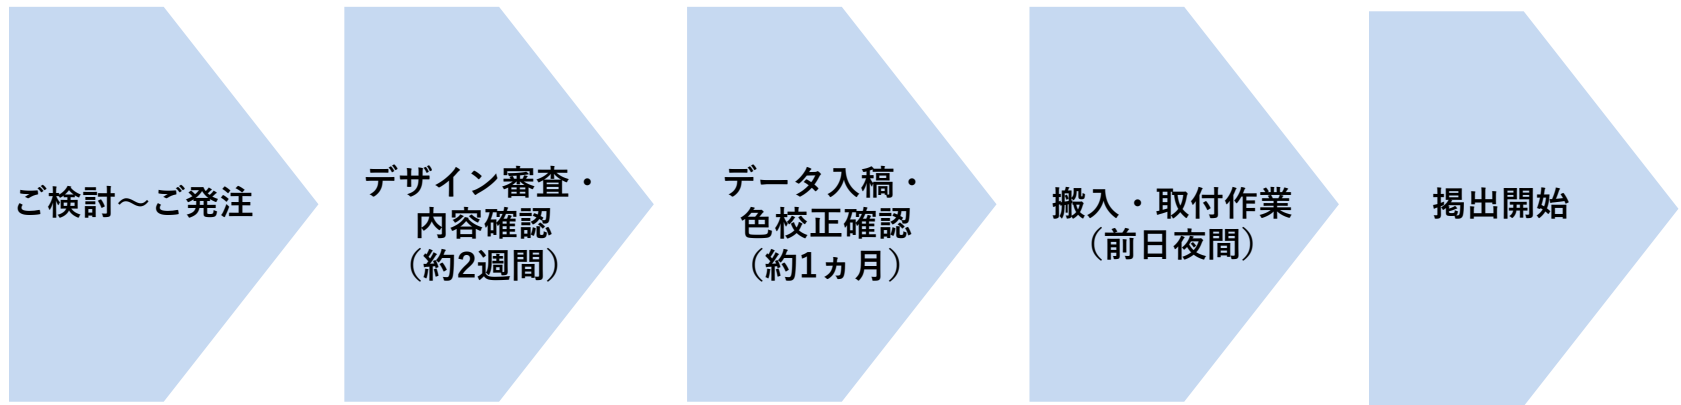 ご検討～ご発注
デザイン審査・
内容確認
（約2週間）
データ入稿・
色校正確認
（約1ヵ月）
搬入・取付作業
（前日夜間）
掲出開始